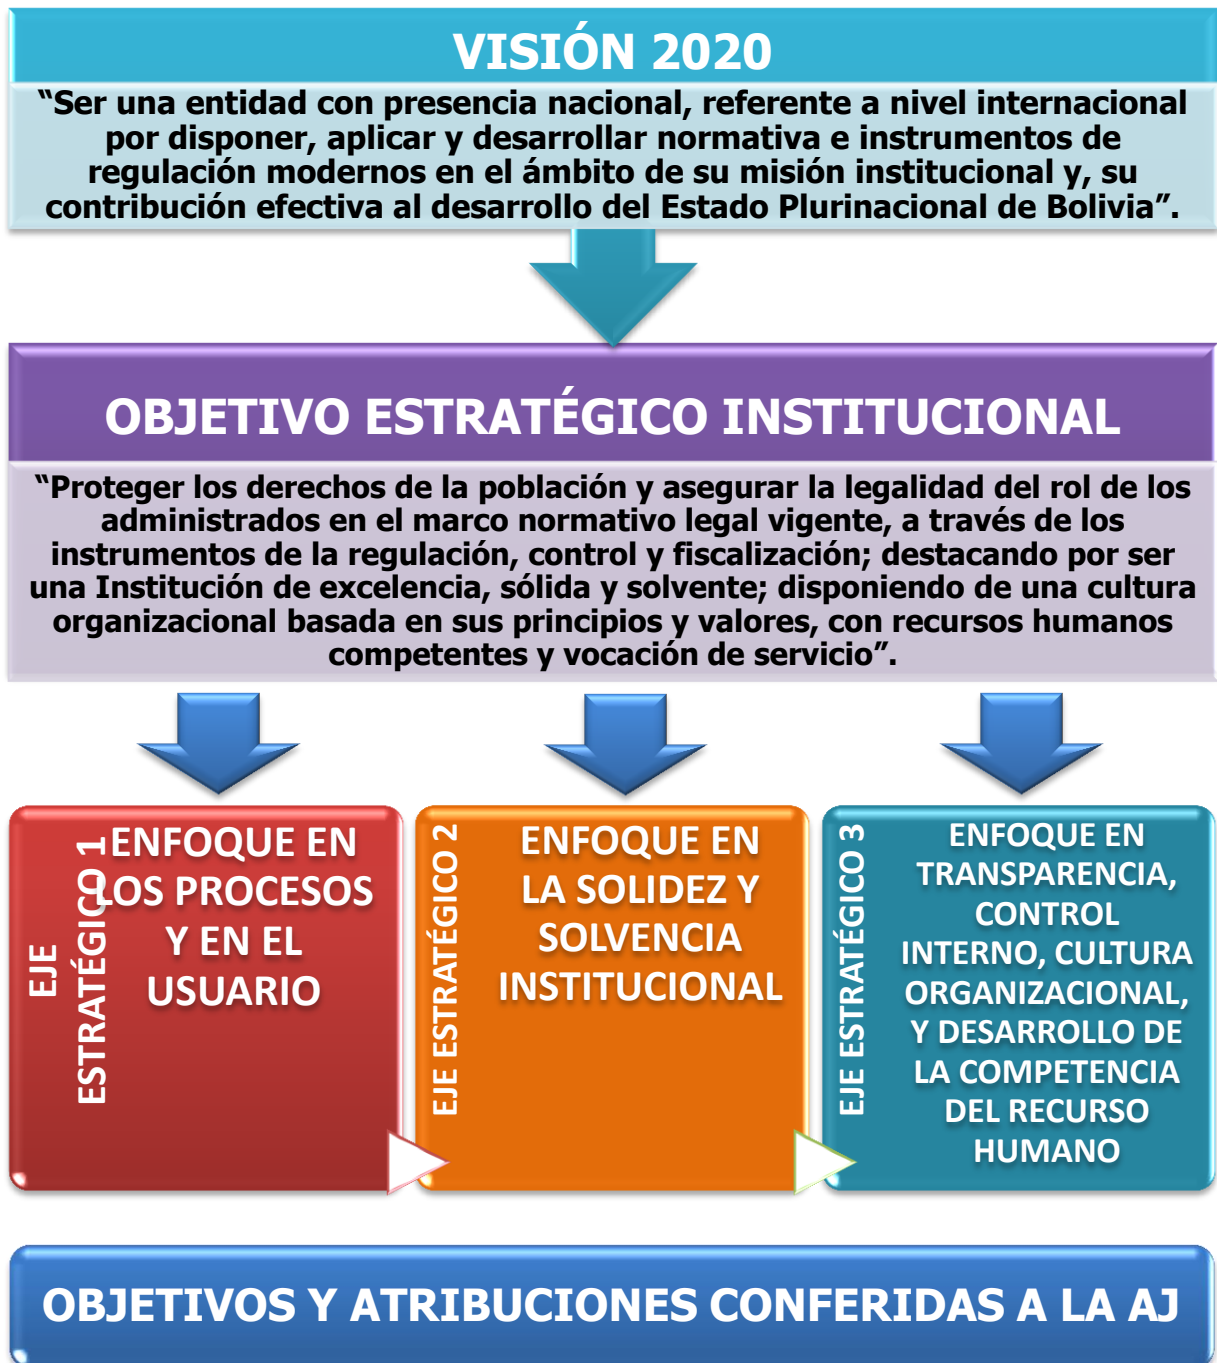 VISIÓN 2020
“Ser una entidad con presencia nacional, referente a nivel internacional
por disponer, aplicar y desarrollar normativa e instrumentos de
regulación modernos en el ámbito de su misión institucional y, su
contribución efectiva al desarrollo del Estado Plurinacional de Bolivia”.
OBJETIVO ESTRATÉGICO INSTITUCIONAL
“Proteger los derechos de la población y asegurar la legalidad del rol de los
administrados en el marco normativo legal vigente, a través de los
instrumentos de la regulación, control y fiscalización; destacando por ser
una Institución de excelencia, sólida y solvente; disponiendo de una cultura
organizacional basada en sus principios y valores, con recursos humanos
competentes y vocación de servicio”.
EJE
ESTRATÉGICO 1
ENFOQUE EN
LOS PROCESOS
Y EN EL
USUARIO
EJE ESTRATÉGICO 2
ENFOQUE EN
LA SOLIDEZ Y
SOLVENCIA
INSTITUCIONAL
EJE ESTRATÉGICO 3
ENFOQUE EN
TRANSPARENCIA,
CONTROL
INTERNO, CULTURA
ORGANIZACIONAL,
Y DESARROLLO DE
LA COMPETENCIA
DEL RECURSO
HUMANO
OBJETIVOS Y ATRIBUCIONES CONFERIDAS A LA AJ